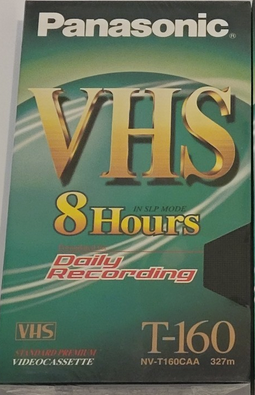 Panasonic®
VHS
IN XLP MODE
8 Hours
Daily
Recording
VHS
T-160
STANDARD PREMIUM
VIDEOCASSETTE
NV-T160CAA 327m